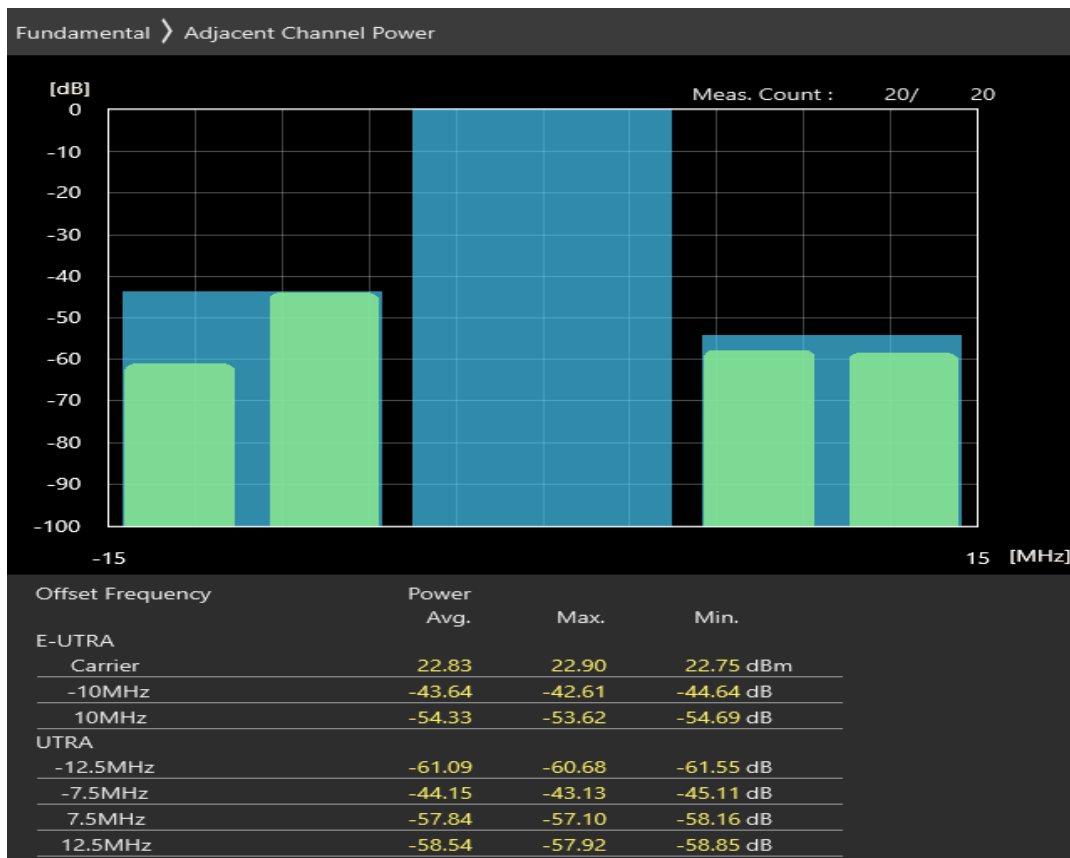 Fundamental ❯ Adjacent Channel Power
[dB]
Meas. Count : 20/ 20
0
-10
-20
-30
-40
-50
-60
-70
-80
-90
-100
-15 15 [MHz]
Offset Frequency Power
Avg. Max. Min.
E-UTRA
Carrier 22.83 22.90 22.75 dBm
-10MHz -43.64 -42.61 -44.64 dB
10MHz -54.33 -53.62 -54.69 dB
UTRA
-12.5MHz -61.09 -60.68 -61.55 dB
-7.5MHz -44.15 -43.13 -45.11 dB
7.5MHz -57.84 -57.10 -58.16 dB
12.5MHz -58.54 -57.92 -58.85 dB